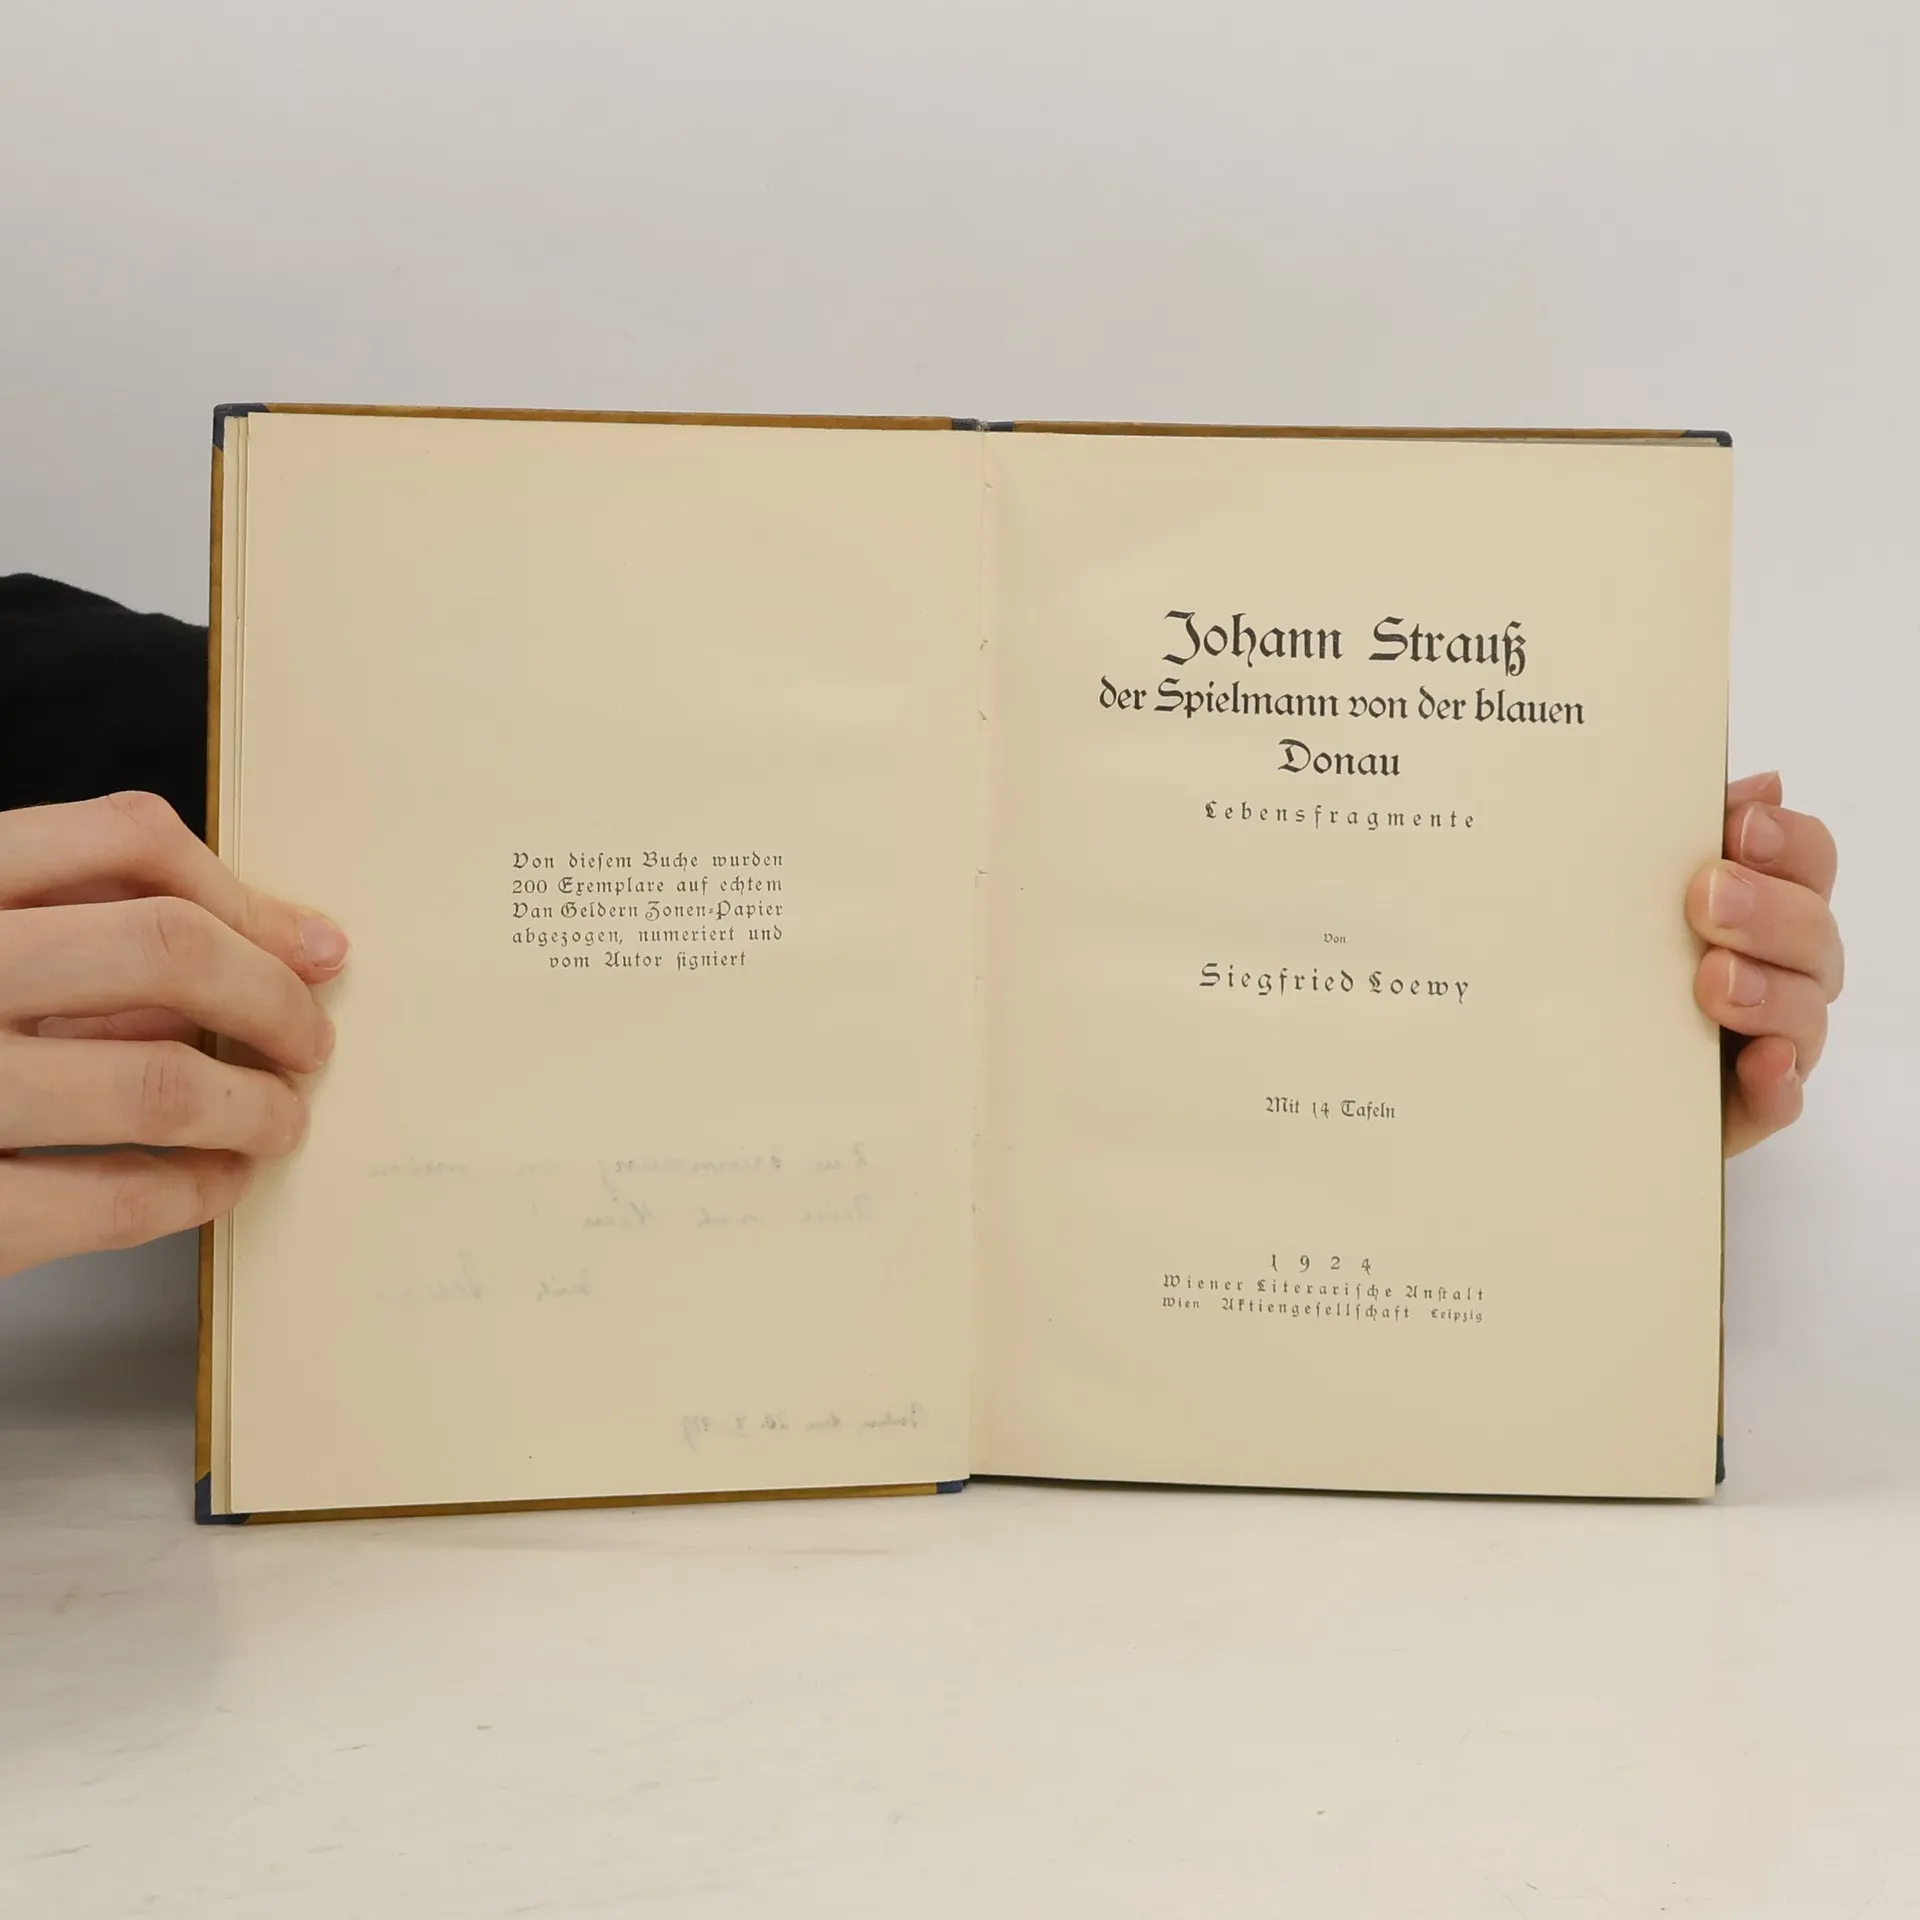 Von dieſem Buche wurden
200 Exemplare auf echtem
Van Geldern Zonen-Papier
abgezogen, numeriert und
vom Autor ſigniert
Johann Strauß
der Spielmann von der blauen
Donau
Lebensfragmente
Von
Siegfried Loewy
Mit 14 Tafeln
1924
Wiener Literariſche Anſtalt
Wien Aktiengeſellſchaft Leipzig